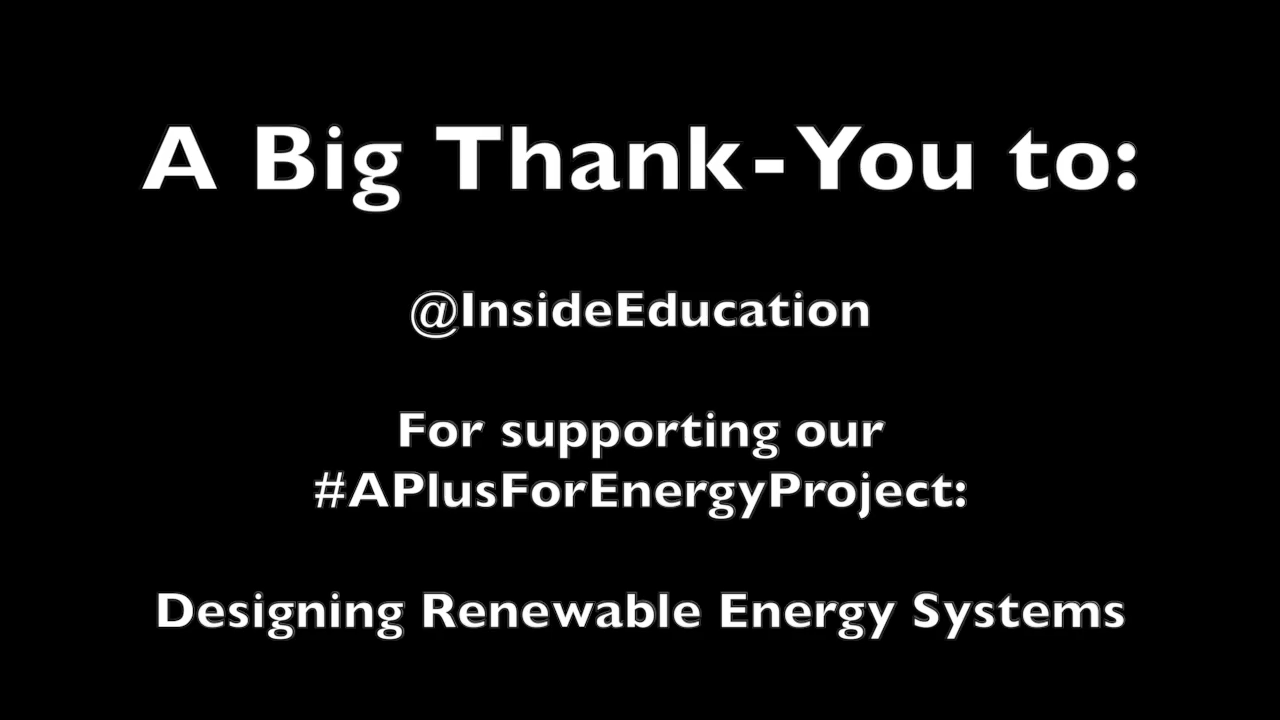 A Big Thank-You to:
@InsideEducation
For supporting our
#APlusForEnergyProject:
Designing Renewable Energy Systems